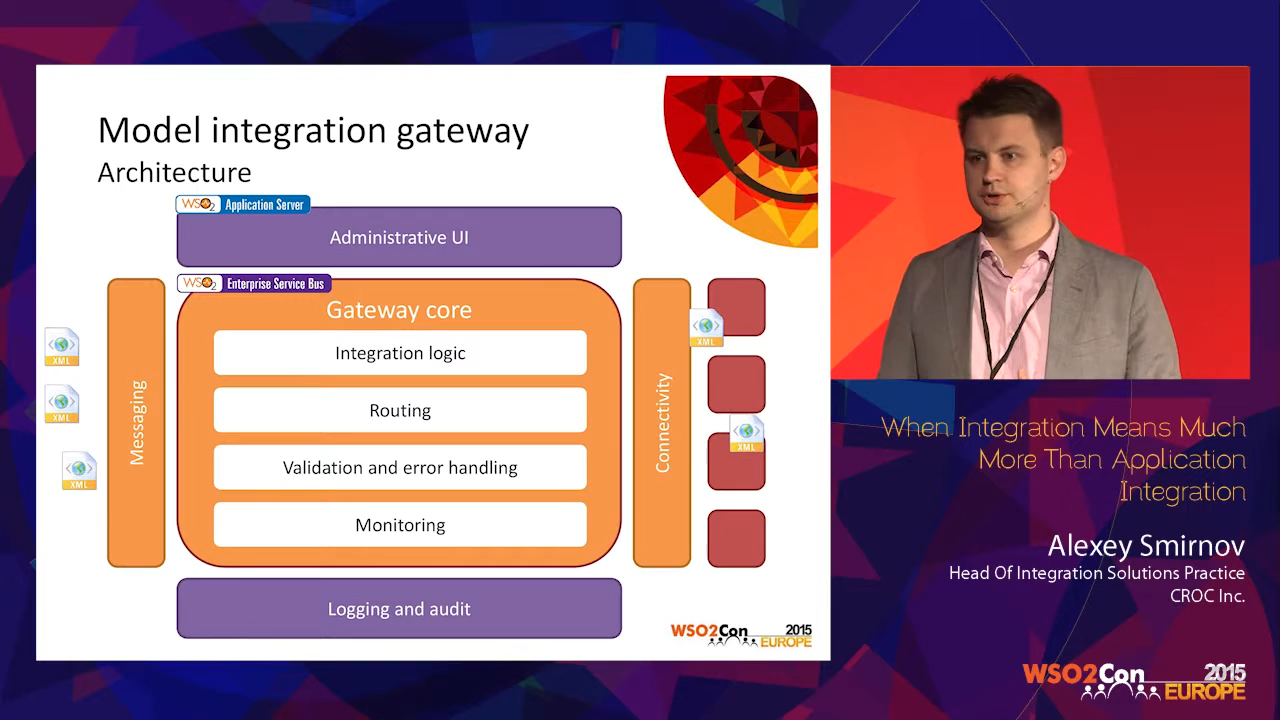 Model integration gateway
Architecture
WSO2 Application Server
Administrative UI
WSO2 Enterprise Service Bus
Gateway core
Integration logic
Routing
Validation and error handling
Monitoring
Messaging
Connectivity
XML
XML
XML
XML
XML
Logging and audit
WSO2Con 2015
EUROPE
When Integration Means Much
More Than Application
Integration
Alexey Smirnov
Head Of Integration Solutions Practice
CROC Inc.
WSO2Con 2015
EUROPE